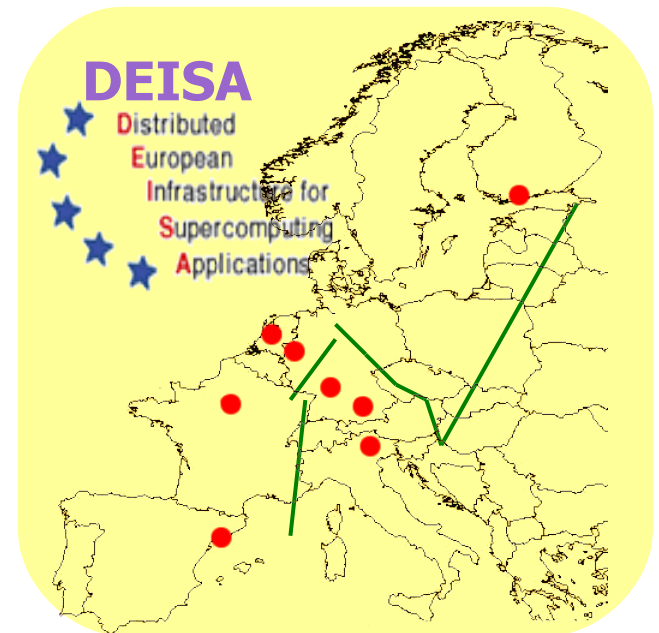 DEISA
Distributed
European
Infrastructure for
Supercomputing
Applications